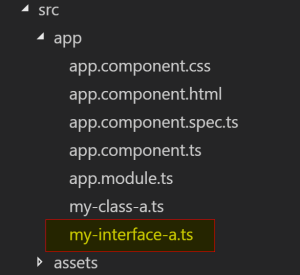 src
app
app.component.css
app.component.html
app.component.spec.ts
app.component.ts
app.module.ts
my-class-a.ts
my-interface-a.ts
assets